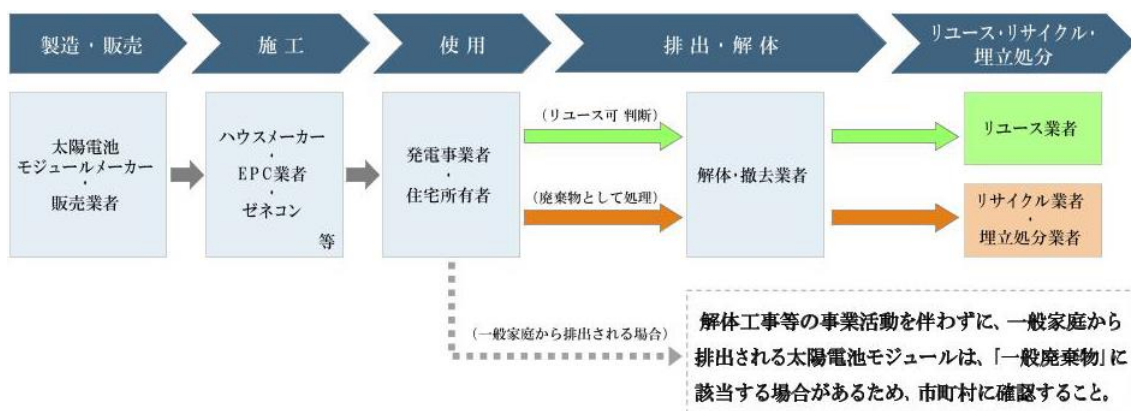 製造・販売
施工
使用
排出・解体
リユース・リサイクル・
埋立処分
太陽電池
モジュールメーカー
・
販売業者
ハウスメーカー
・
EPC業者
・
ゼネコン
等
発電事業者
・
住宅所有者
(リユース可 判断)
(廃棄物として処理)
解体・撤去業者
リユース業者
リサイクル業者
・
埋立処分業者
(一般家庭から排出される場合)
解体工事等の事業活動を伴わずに、一般家庭から
排出される太陽電池モジュールは、「一般廃棄物」に
該当する場合があるため、市町村に確認すること。